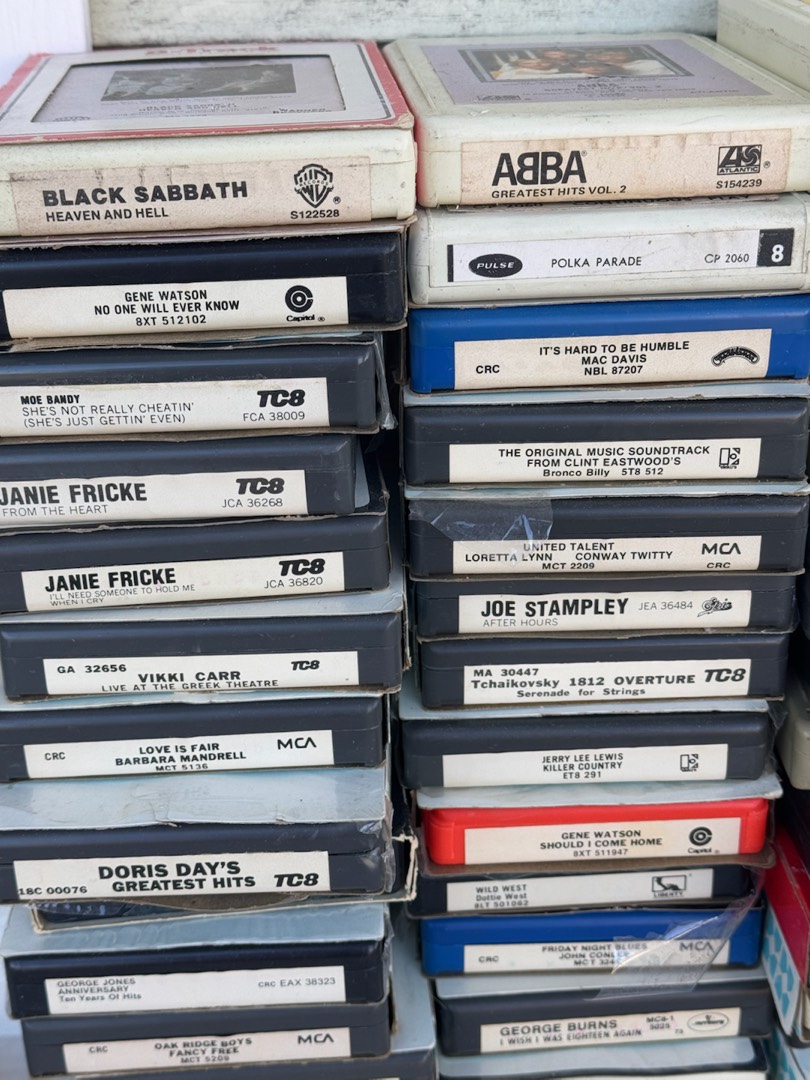 BLACK SABBATH
HEAVEN AND HELL
S122528
GENE WATSON
NO ONE WILL EVER KNOW
8XT 512102
Capitol ®
MOE BANDY
SHE'S NOT REALLY CHEATIN'
(SHE'S JUST GETTIN' EVEN)
TC8
FCA 38009
JANIE FRICKE
FROM THE HEART
TC8
JCA 36268
JANIE FRICKE
I'LL NEED SOMEONE TO HOLD ME
WHEN I CRY
TC8
JCA 36820
GA 32656
VIKKI CARR
LIVE AT THE GREEK THEATRE
TC8
CRC
LOVE IS FAIR
BARBARA MANDRELL
MCT 5136
MCA
18C 00076
DORIS DAY'S
GREATEST HITS
TC8
GEORGE JONES
ANNIVERSARY
Ten Years Of Hits
CRC EAX 38323
CRC
OAK RIDGE BOYS
FANCY FREE
MCT 5209
MCA
ABBA
GREATEST HITS VOL. 2
ATLANTIC ®
S154239
PULSE
POLKA PARADE
CP 2060
8
CRC
IT'S HARD TO BE HUMBLE
MAC DAVIS
NBL 87207
THE ORIGINAL MUSIC SOUNDTRACK
FROM CLINT EASTWOOD'S
Bronco Billy 5T8 512
UNITED TALENT
LORETTA LYNN CONWAY TWITTY
MCT 2209
MCA
CRC
JOE STAMPLEY
AFTER HOURS
JEA 36484
Epic
MA 30447
Tchaikovsky 1812 OVERTURE
Serenade for Strings
TC8
JERRY LEE LEWIS
KILLER COUNTRY
ET8 291
GENE WATSON
SHOULD I COME HOME
8XT 511947
Capitol
WILD WEST
Dottie West
8LT 501062
LIBERTY
CRC
FRIDAY NIGHT BLUES
JOHN CONLEE
MCA
GEORGE BURNS
I WISH I WAS EIGHTEEN AGAIN
MC8-1